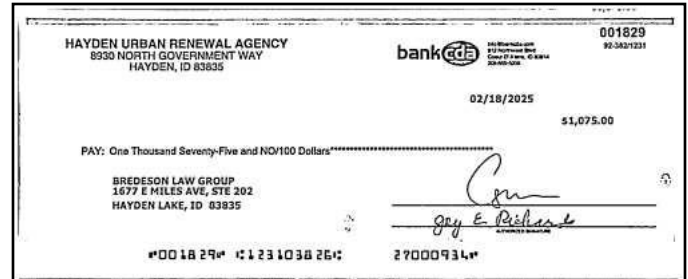 001829
HAYDEN URBAN RENEWAL AGENCY
8930 NORTH GOVERNMENT WAY
HAYDEN, ID 83835
bankcda
92-382/1231
02/18/2025
$1,075.00
PAY: One Thousand Seventy-Five and NO/100 Dollars********************************************
BREDESON LAW GROUP
1677 E MILES AVE, STE 202
HAYDEN LAKE, ID 83835
AUTHORIZED SIGNATURE
⑈001829⑈ ⑆123103826⑆ 27000934⑈